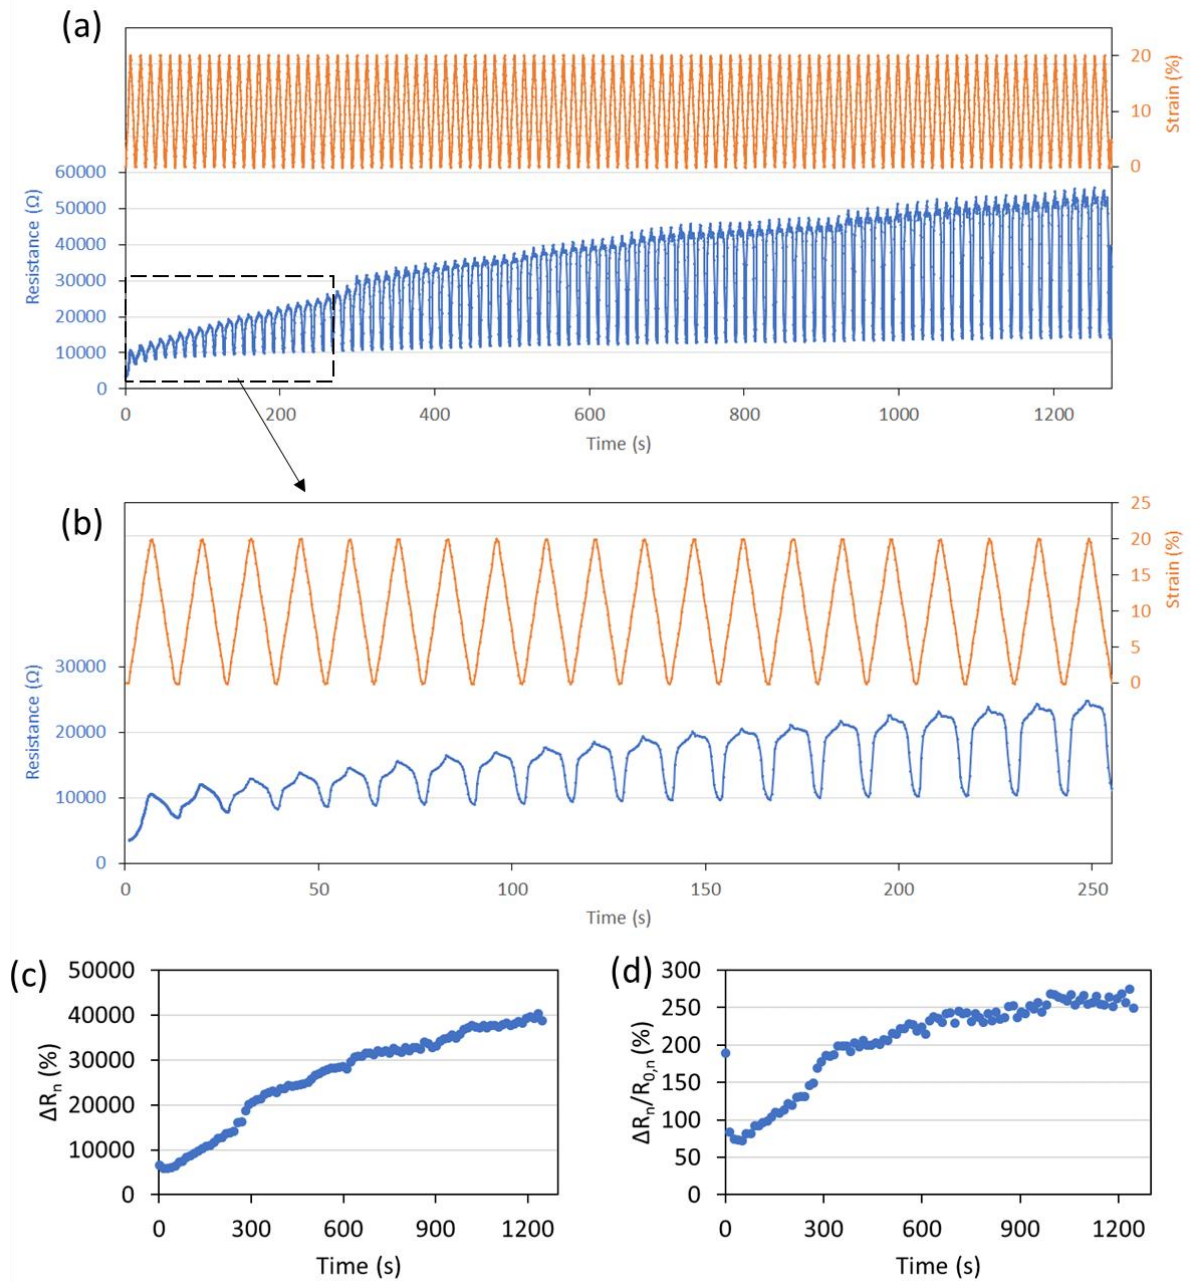 (a)
20
10
0
Strain (%)
60000
50000
40000
30000
20000
10000
0
Resistance (Ω)
0 200 400 600 800 1000 1200
Time (s)
(b)
25
20
15
10
5
0
Strain (%)
30000
20000
10000
0
Resistance (Ω)
0 50 100 150 200 250
Time (s)
(c)
50000
40000
30000
20000
10000
0
ΔRn (%)
0 300 600 900 1200
Time (s)
(d)
300
250
200
150
100
50
0
ΔRn/R0,n (%)
0 300 600 900 1200
Time (s)